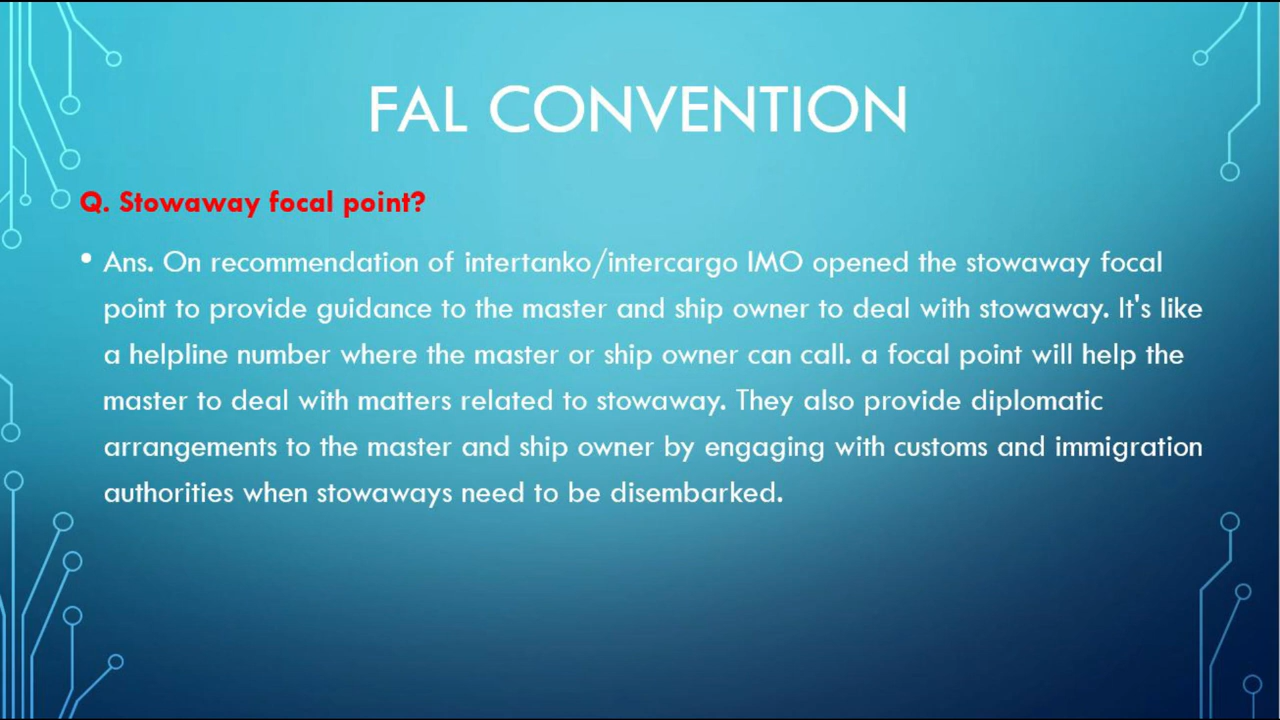 FAL CONVENTION
Q. Stowaway focal point?
• Ans. On recommendation of intertanko/intercargo IMO opened the stowaway focal
point to provide guidance to the master and ship owner to deal with stowaway. It's like
a helpline number where the master or ship owner can call. a focal point will help the
master to deal with matters related to stowaway. They also provide diplomatic
arrangements to the master and ship owner by engaging with customs and immigration
authorities when stowaways need to be disembarked.